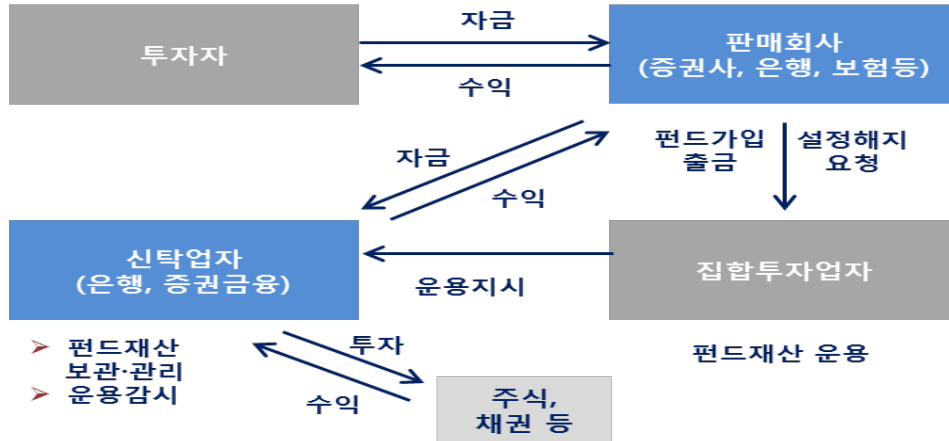 투자자
자금
수익
판매회사
(증권사, 은행, 보험등)
자금
수익
펀드가입
출금
설정해지
요청
신탁업자
(은행, 증권금융)
운용지시
집합투자업자
➢ 펀드재산
보관·관리
➢ 운용감시
투자
수익
주식,
채권 등
펀드재산 운용